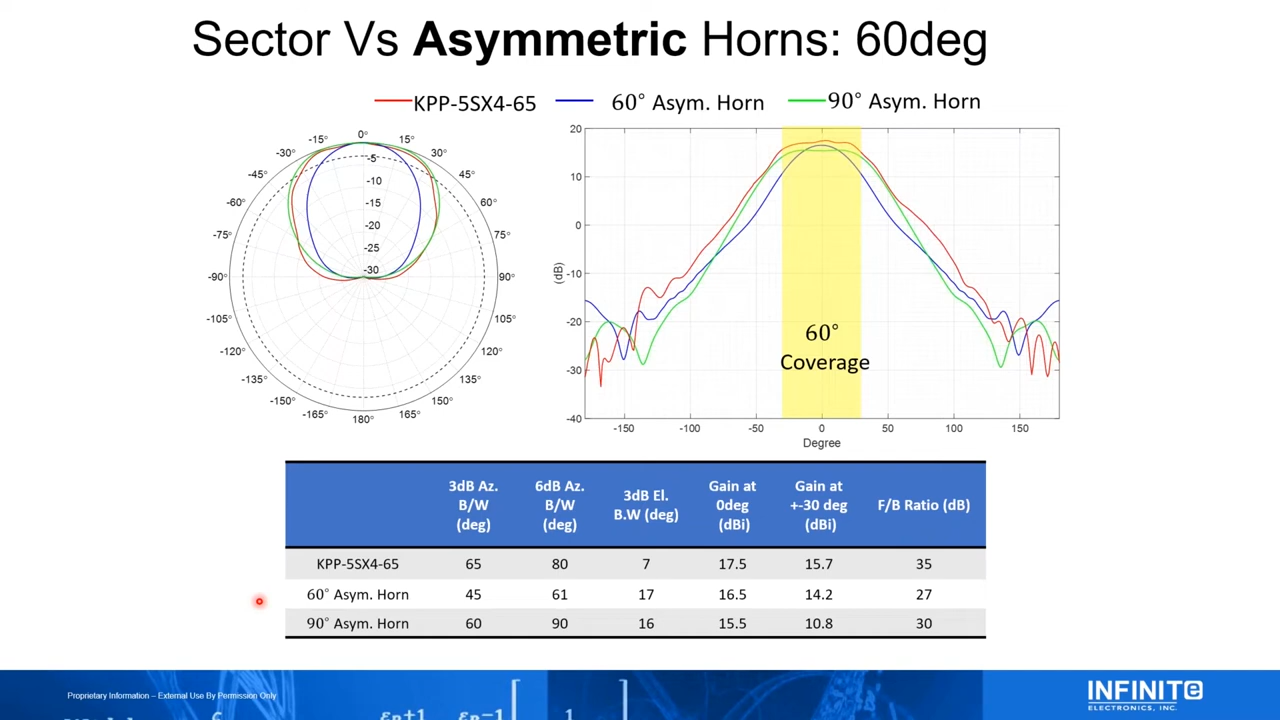 Sector Vs Asymmetric Horns: 60deg
KPP-5SX4-65
60° Asym. Horn
90° Asym. Horn
0°
-15°
15°
-30°
30°
-45°
45°
-60°
60°
-75°
75°
-90°
90°
-105°
105°
-120°
120°
-135°
135°
-150°
150°
-165°
165°
180°
-5
-10
-15
-20
-25
-30
20
10
0
-10
-20
-30
-40
(dB)
-150
-100
-50
0
50
100
150
Degree
60°
Coverage
3dB Az. B/W (deg)
6dB Az. B/W (deg)
3dB El. B.W (deg)
Gain at 0deg (dBi)
Gain at +-30 deg (dBi)
F/B Ratio (dB)
KPP-5SX4-65 65 80 7 17.5 15.7 35
60° Asym. Horn 45 61 17 16.5 14.2 27
90° Asym. Horn 60 90 16 15.5 10.8 30
Proprietary Information – External Use By Permission Only
INFINITE
ELECTRONICS, INC.